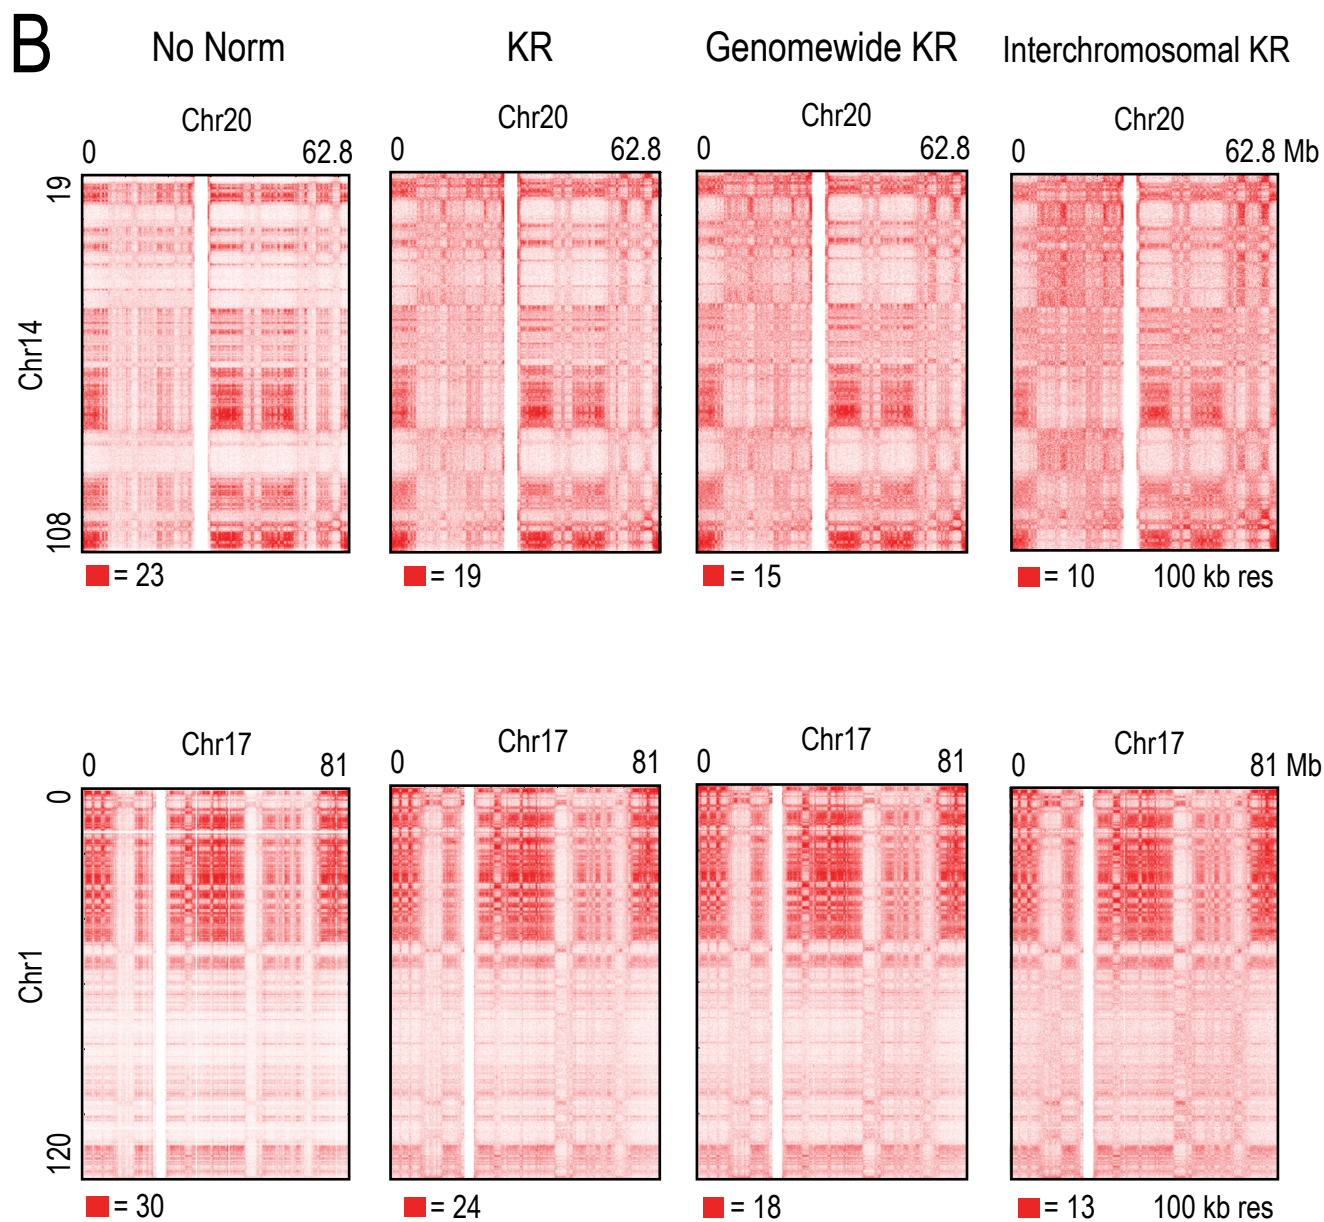 B
No Norm KR Genomewide KR Interchromosomal KR
Chr20 Chr20 Chr20 Chr20
0 62.8 0 62.8 0 62.8 0 62.8 Mb
19
Chr14
108
= 23 = 19 = 15 = 10 100 kb res
Chr17 Chr17 Chr17 Chr17
0 81 0 81 0 81 0 81 Mb
0
Chr1
120
= 30 = 24 = 18 = 13 100 kb res